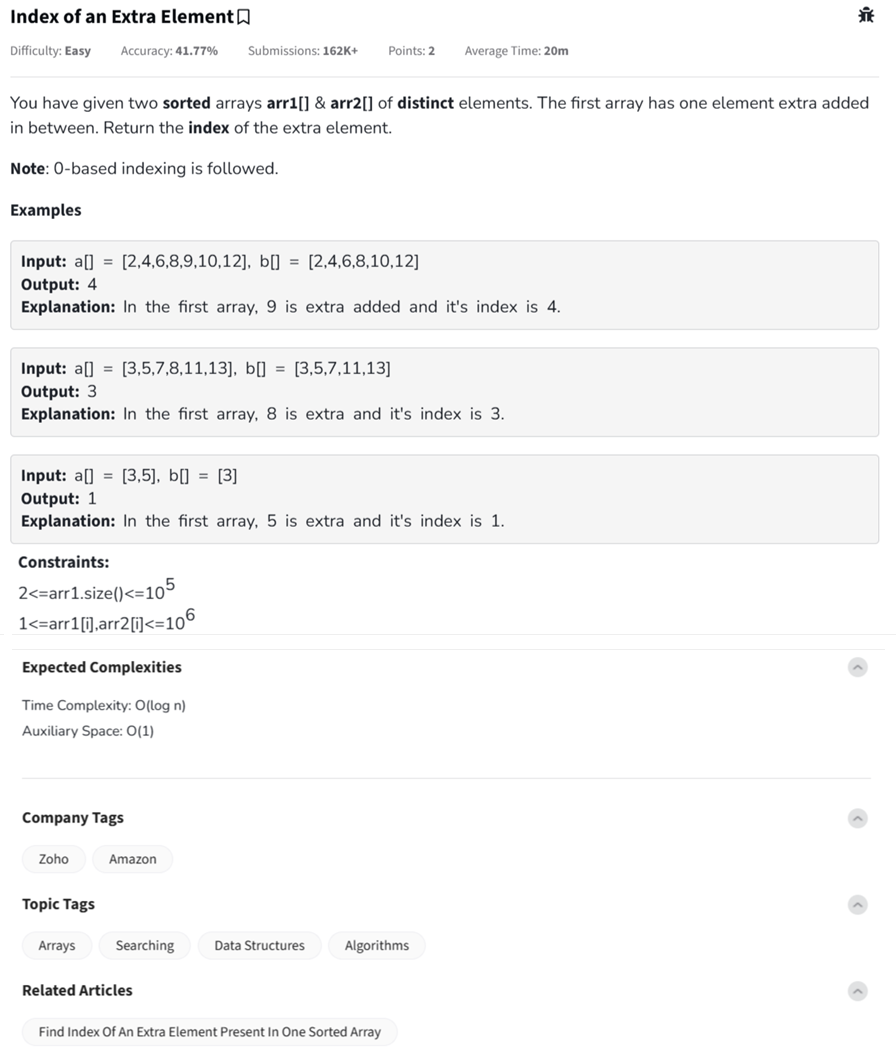 Index of an Extra Element
Difficulty: Easy Accuracy: 41.77% Submissions: 162K+ Points: 2 Average Time: 20m
You have given two sorted arrays arr1[] & arr2[] of distinct elements. The first array has one element extra added
in between. Return the index of the extra element.
Note: 0-based indexing is followed.
Examples
Input: a[] = [2,4,6,8,9,10,12], b[] = [2,4,6,8,10,12]
Output: 4
Explanation: In the first array, 9 is extra added and it's index is 4.
Input: a[] = [3,5,7,8,11,13], b[] = [3,5,7,11,13]
Output: 3
Explanation: In the first array, 8 is extra and it's index is 3.
Input: a[] = [3,5], b[] = [3]
Output: 1
Explanation: In the first array, 5 is extra and it's index is 1.
Constraints:
2<=arr1.size()<=10^5
1<=arr1[i],arr2[i]<=10^6
Expected Complexities
Time Complexity: O(log n)
Auxiliary Space: O(1)
Company Tags
Zoho Amazon
Topic Tags
Arrays Searching Data Structures Algorithms
Related Articles
Find Index Of An Extra Element Present In One Sorted Array